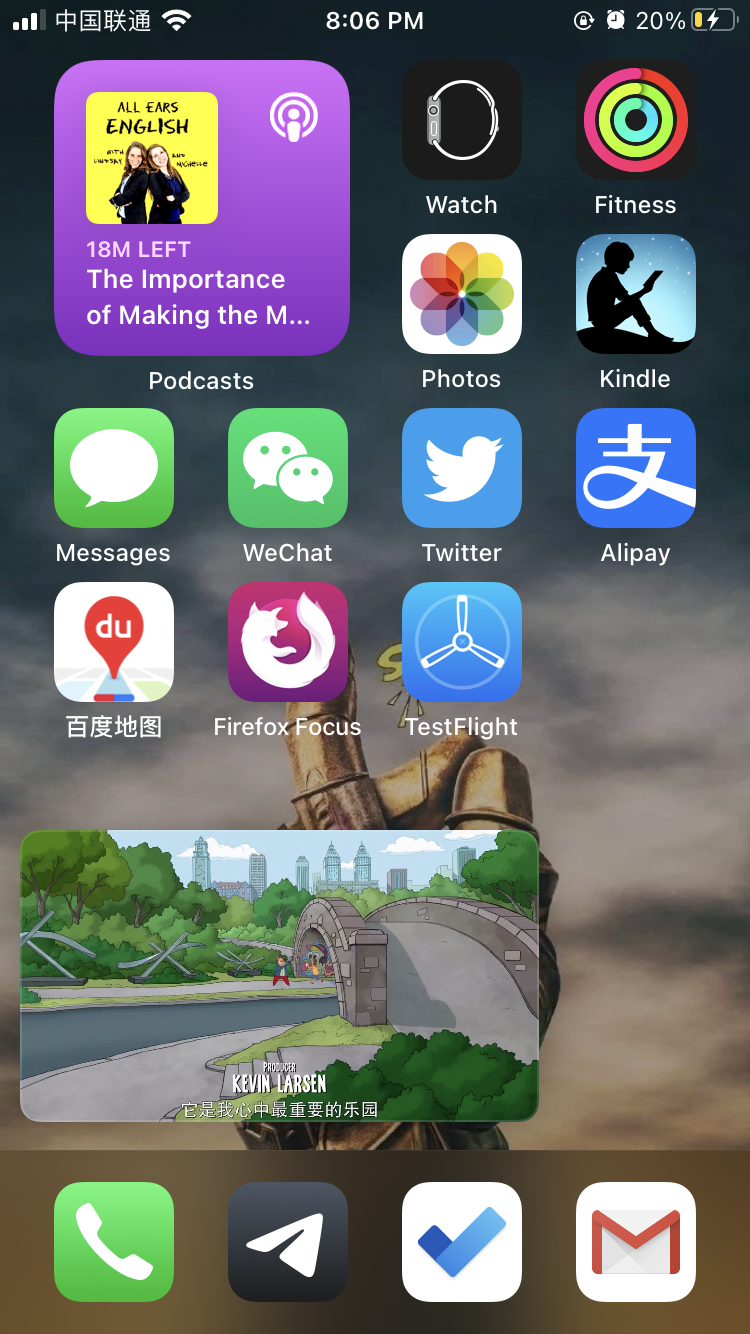 中国联通 8:06 PM 20%
ALL EARS
ENGLISH
WITH LINDSAY AND MICHELLE
18M LEFT
The Importance
of Making the M...
Podcasts
Watch Fitness
Photos Kindle
Messages WeChat Twitter Alipay
支
du
百度地图 Firefox Focus TestFlight
S
PRODUCER
KEVIN LARSEN
它是我心中最重要的乐园